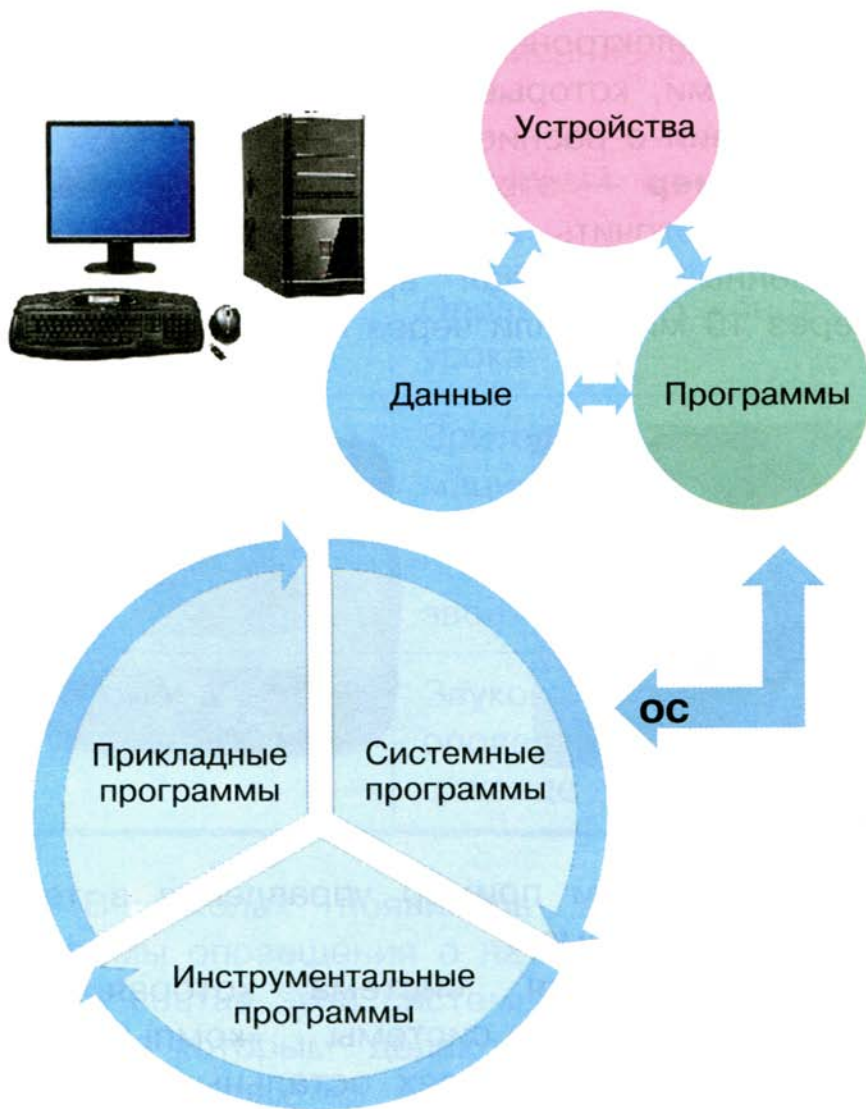 Устройства
Данные
Программы
ОС
Прикладные
программы
Системные
программы
Инструментальные
программы